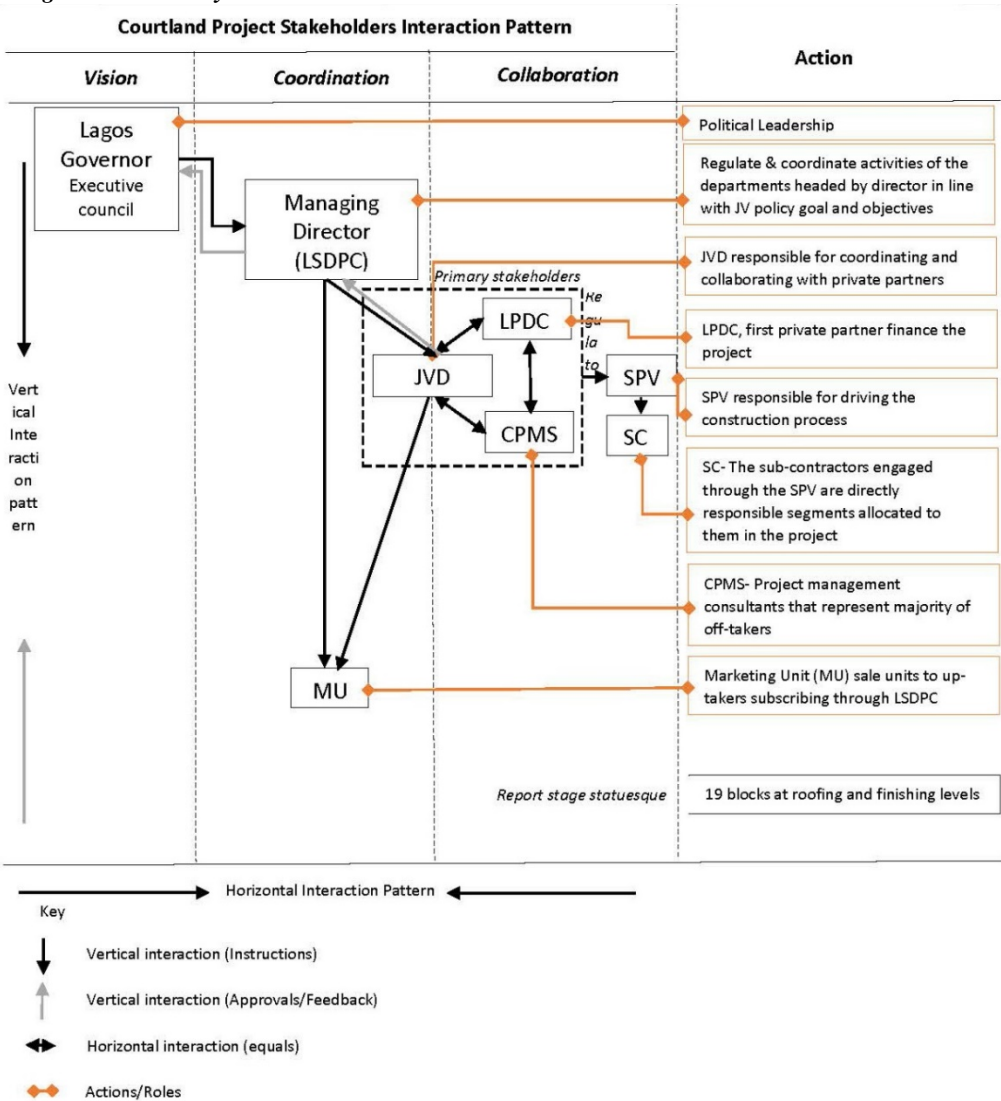 Courtland Project Stakeholders Interaction Pattern
Action
Vision
Coordination
Collaboration
Lagos
Governor
Executive
council
Political Leadership
Managing
Director
(LSDPC)
Regulate & coordinate activities of the
departments headed by director in line
with JV policy goal and objectives
Primary stakeholders
Re
gu
la
to
JVD responsible for coordinating and
collaborating with private partners
LPDC
LPDC, first private partner finance the
project
JVD
SPV
SPV responsible for driving the
construction process
CPMS
SC
SC- The sub-contractors engaged
through the SPV are directly
responsible segments allocated to
them in the project
Vert
ical
Inte
racti
on
patt
ern
CPMS- Project management
consultants that represent majority of
off-takers
MU
Marketing Unit (MU) sale units to up-
takers subscribing through LSDPC
Report stage statuesque
19 blocks at roofing and finishing levels
Horizontal Interaction Pattern
Key
Vertical interaction (Instructions)
Vertical interaction (Approvals/Feedback)
Horizontal interaction (equals)
Actions/Roles